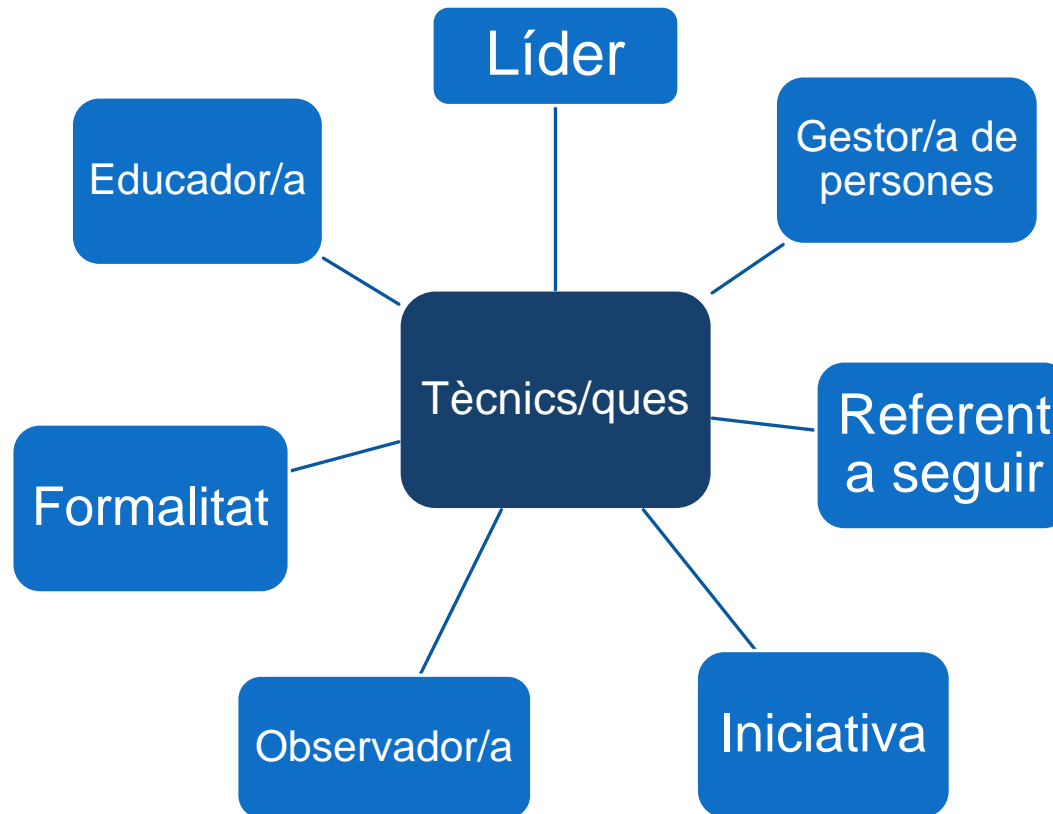 Líder
Gestor/a de
persones
Educador/a
Tècnics/ques
Referent
a seguir
Formalitat
Observador/a
Iniciativa